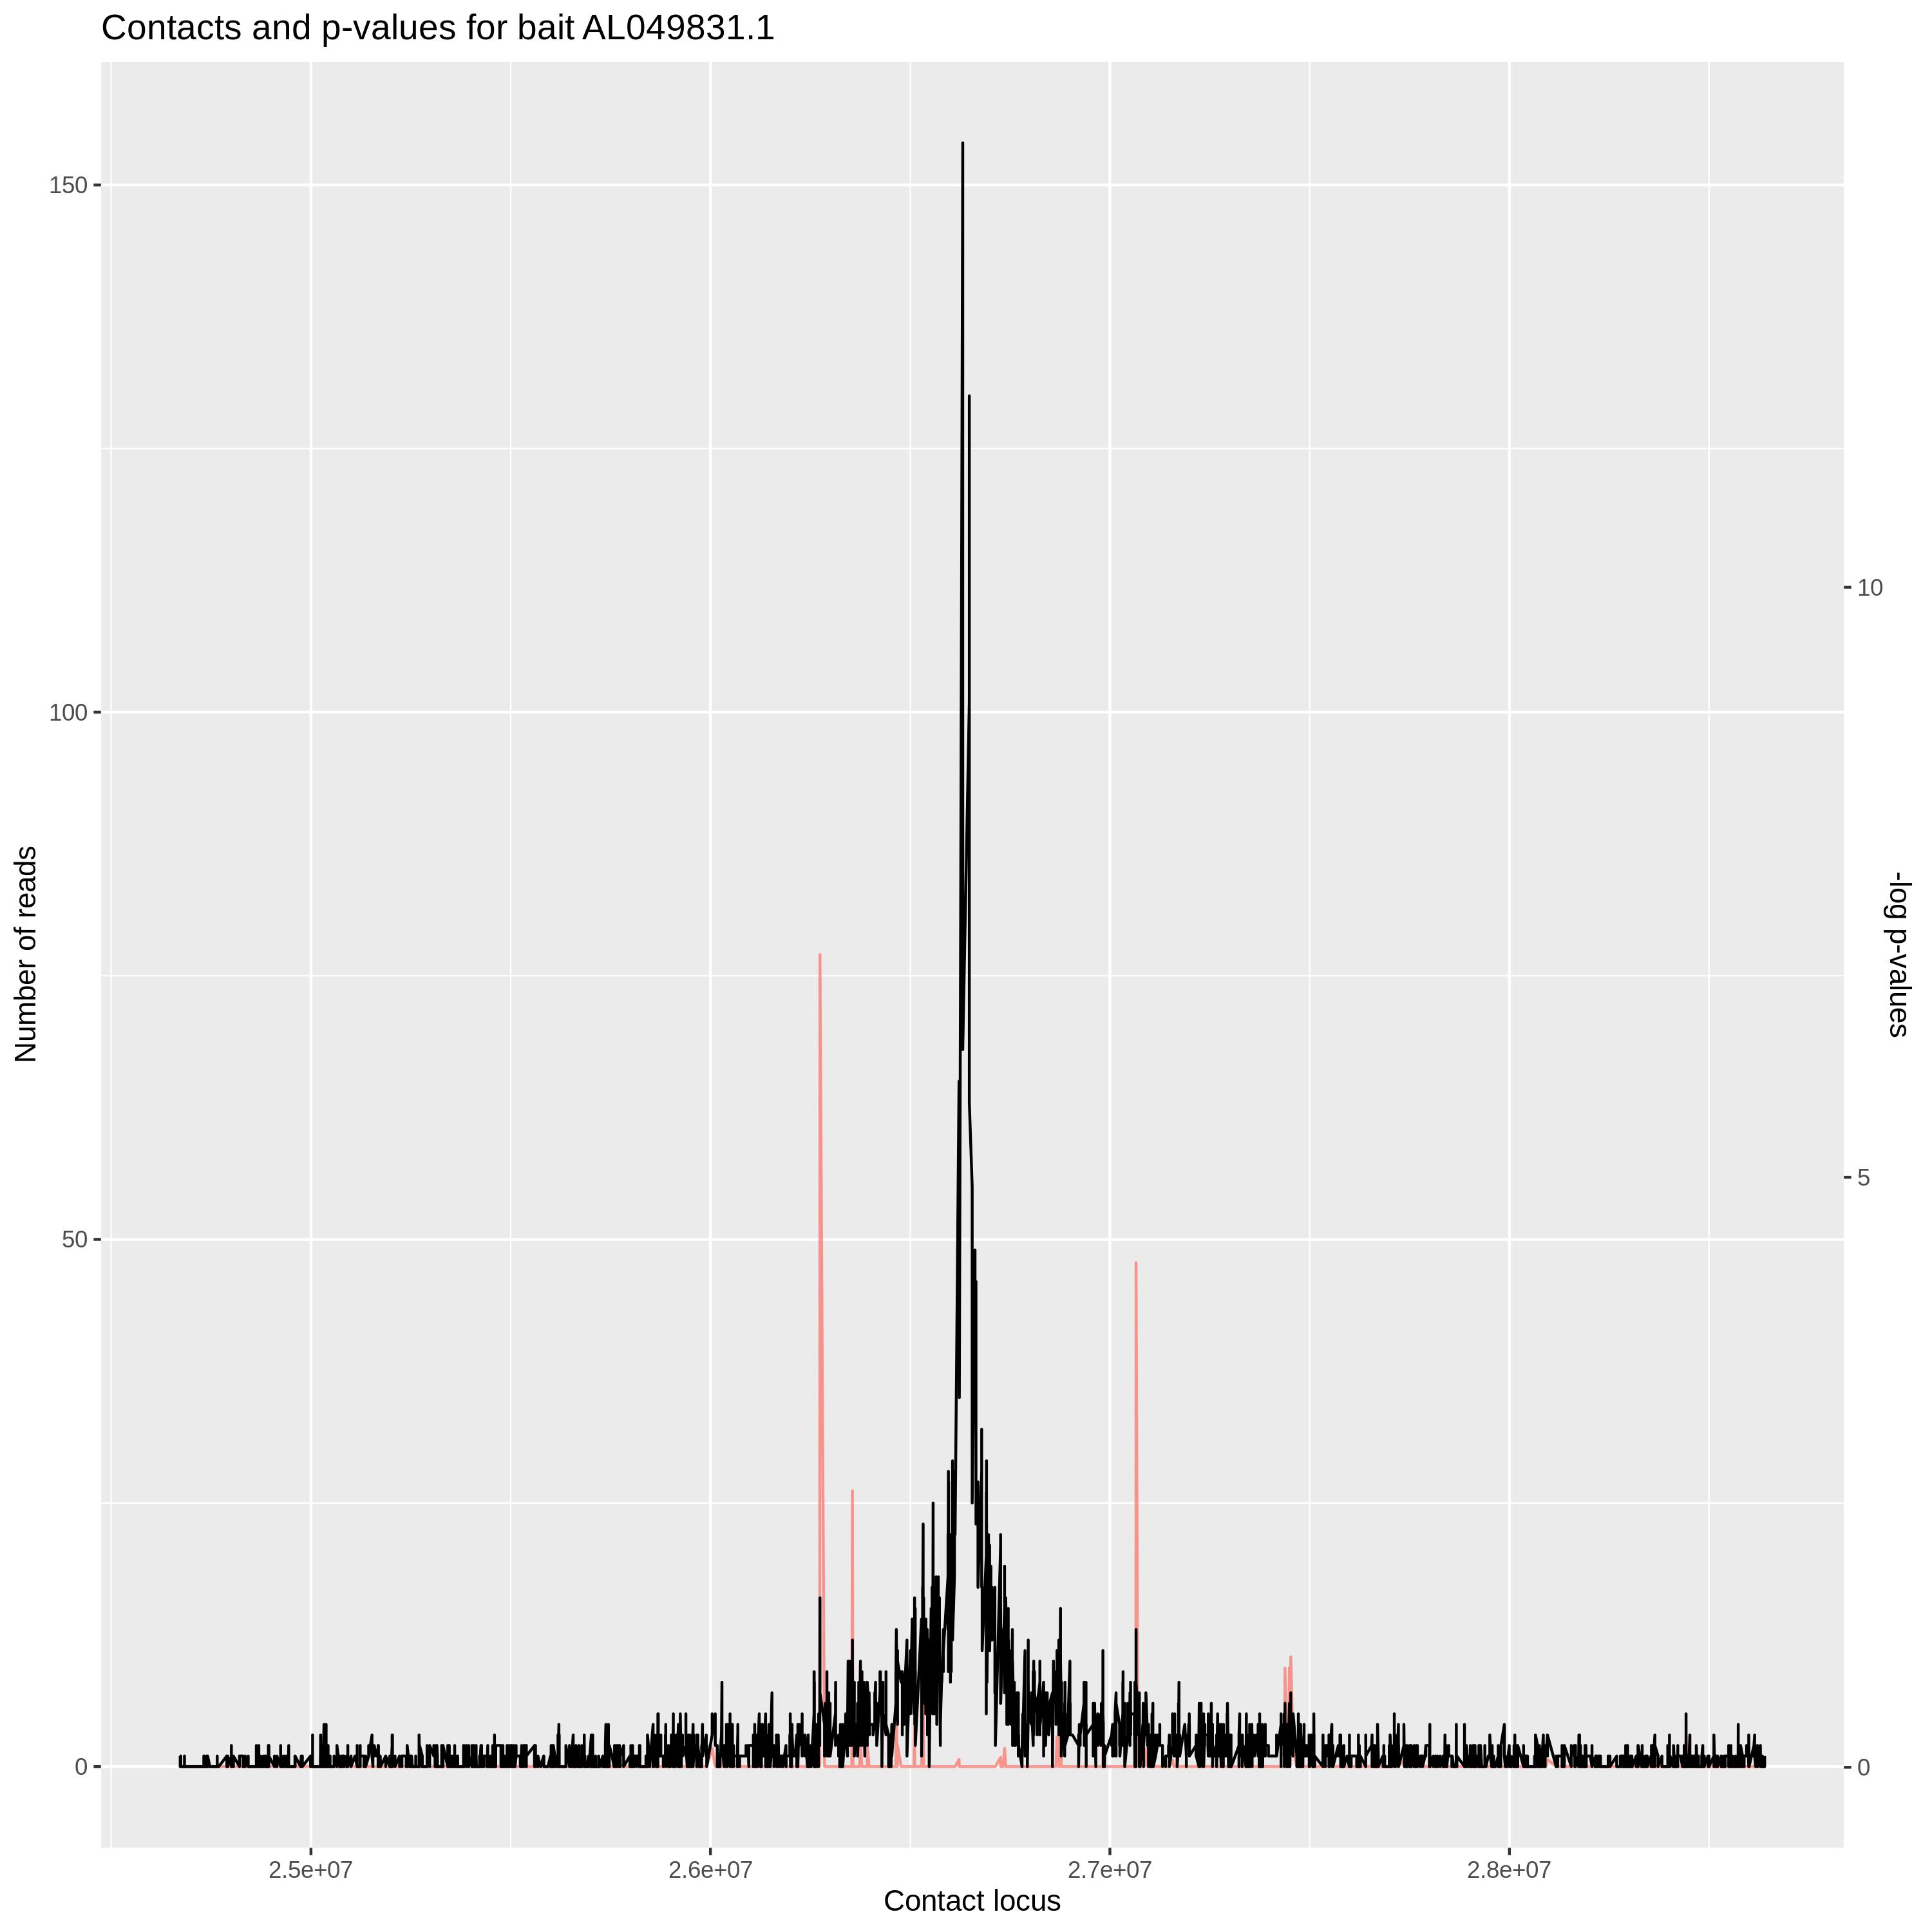 Contacts and p-values for bait AL049831.1
150
100
50
0
Number of reads
10
5
0
-log p-values
2.5e+07
2.6e+07
2.7e+07
2.8e+07
Contact locus